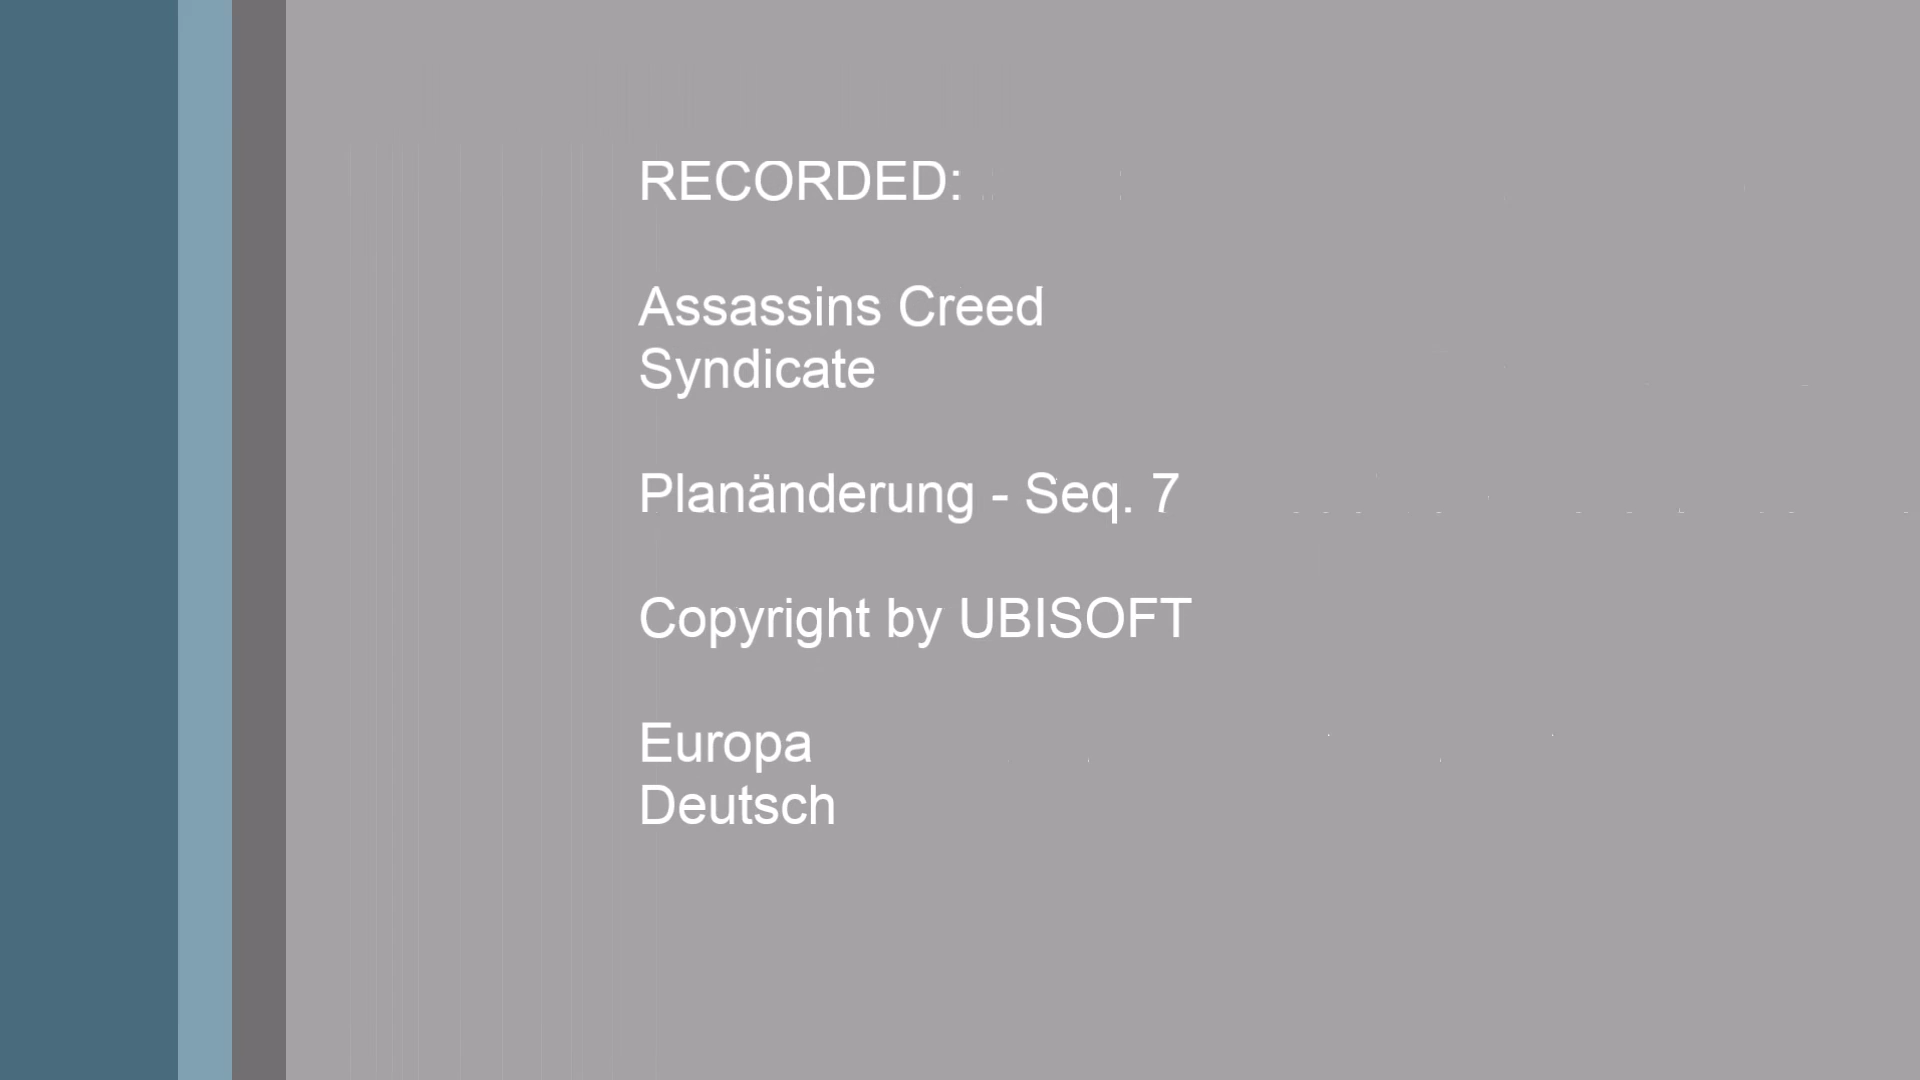 RECORDED:
Assassins Creed
Syndicate
Planänderung - Seq. 7
Copyright by UBISOFT
Europa
Deutsch